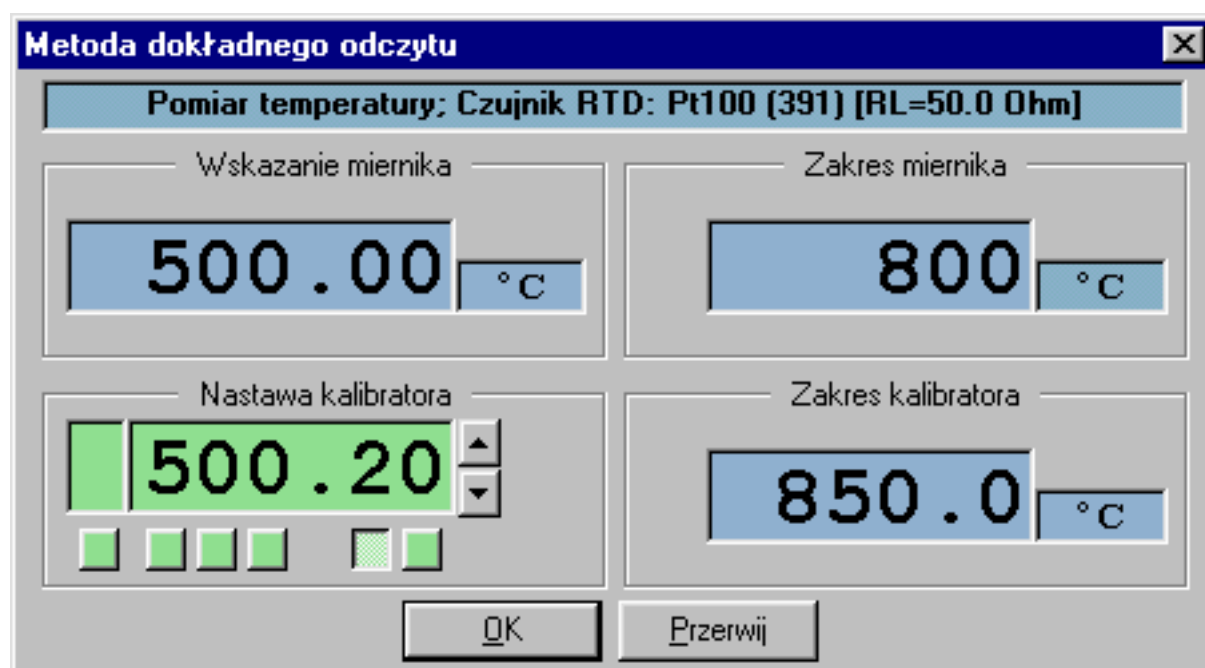 Metoda dokładnego odczytu
Pomiar temperatury; Czujnik RTD: Pt100 (391) [RL=50.0 Ohm]
Wskazanie miernika
500.00 °C
Zakres miernika
800 °C
Nastawa kalibratora
500.20
Zakres kalibratora
850.0 °C
OK
Przerwij